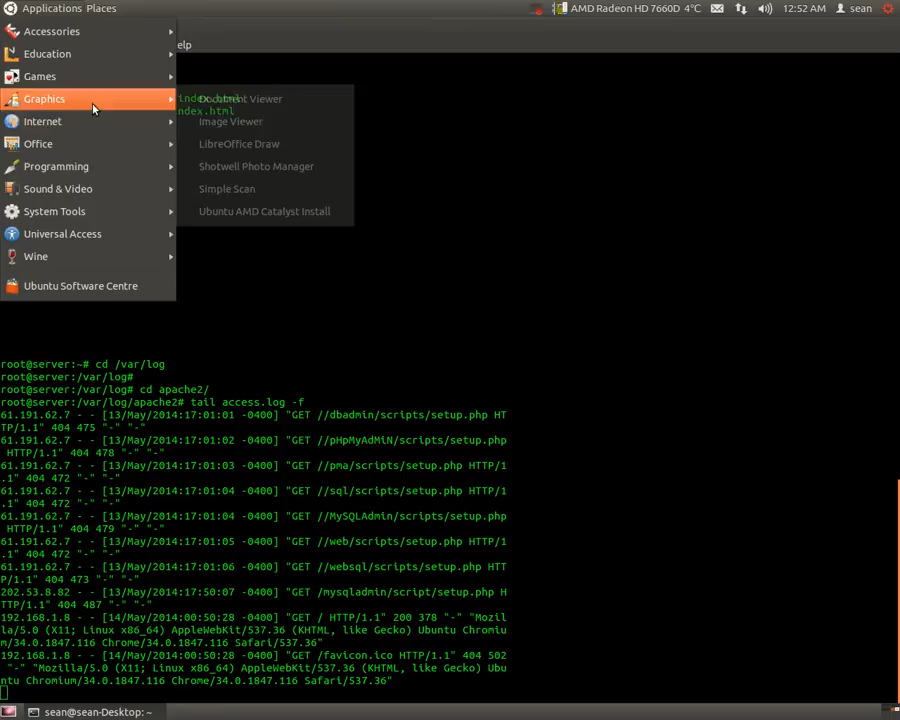 Applications Places
AMD Radeon HD 7660D 4°C
12:52 AM
sean
Accessories
elp
Education
Games
Graphics
index.html
Document Viewer
index.html
Internet
Image Viewer
Office
LibreOffice Draw
Programming
Shotwell Photo Manager
Sound & Video
Simple Scan
System Tools
Ubuntu AMD Catalyst Install
Universal Access
Wine
Ubuntu Software Centre
root@server:~# cd /var/log
root@server:/var/log#
root@server:/var/log# cd apache2/
root@server:/var/log/apache2# tail access.log -f
61.191.62.7 - - [13/May/2014:17:01:01 -0400] "GET //dbadmin/scripts/setup.php HT
TP/1.1" 404 475 "-" "-"
61.191.62.7 - - [13/May/2014:17:01:02 -0400] "GET //pHpMyAdMiN/scripts/setup.php
 HTTP/1.1" 404 478 "-" "-"
61.191.62.7 - - [13/May/2014:17:01:03 -0400] "GET //pma/scripts/setup.php HTTP/1
.1" 404 472 "-" "-"
61.191.62.7 - - [13/May/2014:17:01:04 -0400] "GET //sql/scripts/setup.php HTTP/1
.1" 404 472 "-" "-"
61.191.62.7 - - [13/May/2014:17:01:04 -0400] "GET //MySQLAdmin/scripts/setup.php
 HTTP/1.1" 404 479 "-" "-"
61.191.62.7 - - [13/May/2014:17:01:05 -0400] "GET //web/scripts/setup.php HTTP/1
.1" 404 472 "-" "-"
61.191.62.7 - - [13/May/2014:17:01:06 -0400] "GET //websql/scripts/setup.php HTT
P/1.1" 404 473 "-" "-"
202.53.8.82 - - [13/May/2014:17:50:07 -0400] "GET /mysqladmin/script/setup.php H
TTP/1.1" 404 487 "-" "-"
192.168.1.8 - - [14/May/2014:00:50:28 -0400] "GET / HTTP/1.1" 200 378 "-" "Mozil
la/5.0 (X11; Linux x86_64) AppleWebKit/537.36 (KHTML, like Gecko) Ubuntu Chromiu
m/34.0.1847.116 Chrome/34.0.1847.116 Safari/537.36"
192.168.1.8 - - [14/May/2014:00:50:28 -0400] "GET /favicon.ico HTTP/1.1" 404 502
 "-" "Mozilla/5.0 (X11; Linux x86_64) AppleWebKit/537.36 (KHTML, like Gecko) Ubu
ntu Chromium/34.0.1847.116 Chrome/34.0.1847.116 Safari/537.36"
sean@sean-Desktop: ~